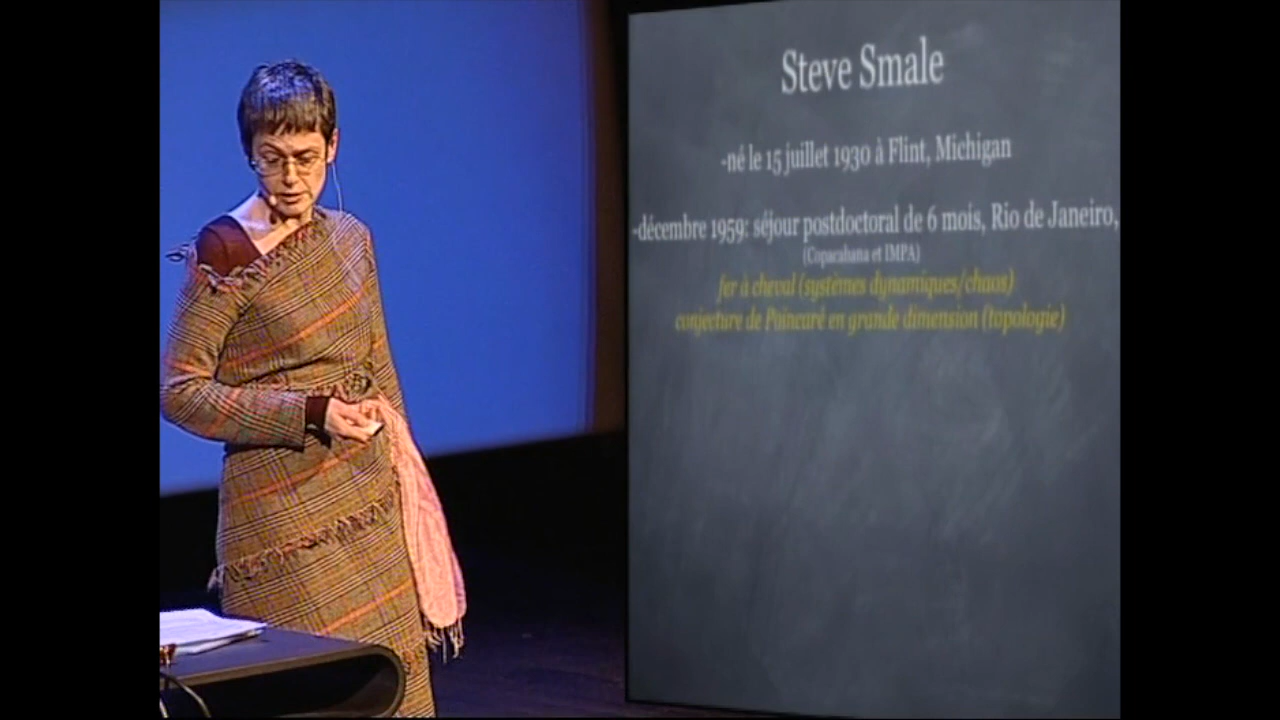 Steve Smale
-né le 15 juillet 1930 à Flint, Michigan
-décembre 1959: séjour postdoctoral de 6 mois, Rio de Janeiro,
(Copacabana et IMPA)
fer à cheval (systèmes dynamiques/chaos)
conjecture de Poincaré en grande dimension (topologie)